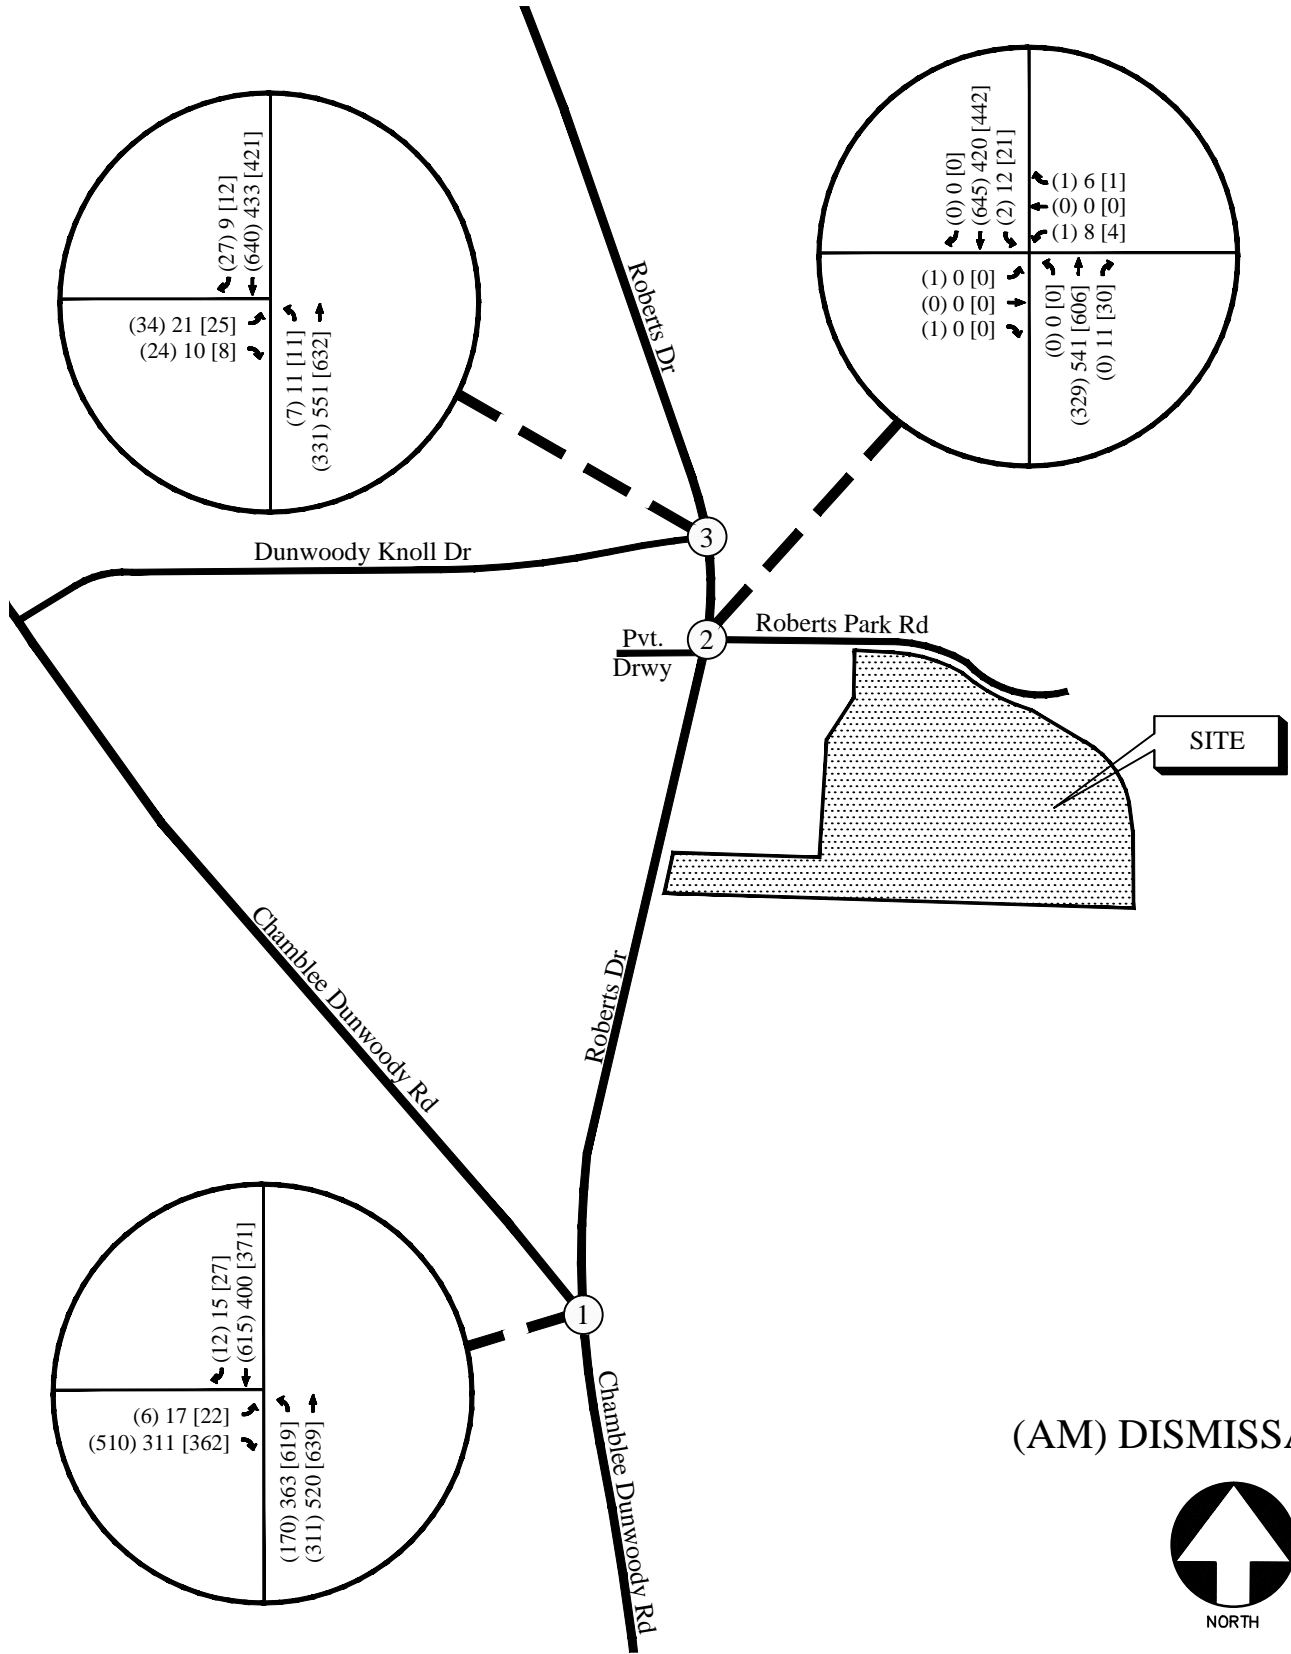 (27) 9 [12]
(640) 433 [421]
(34) 21 [25]
(24) 10 [8]
(7) 11 [11]
(331) 551 [632]
(0) 0 [0]
(645) 420 [442]
(2) 12 [21]
(1) 6 [1]
(0) 0 [0]
(1) 8 [4]
(1) 0 [0]
(0) 0 [0]
(1) 0 [0]
(0) 0 [0]
(329) 541 [606]
(0) 11 [30]
Roberts Dr
3
Dunwoody Knoll Dr
2
Roberts Park Rd
Pvt.
Drwy
SITE
Chamblee Dunwoody Rd
Roberts Dr
1
(12) 15 [27]
(615) 400 [371]
(6) 17 [22]
(510) 311 [362]
(170) 363 [619]
(311) 520 [639]
Chamblee Dunwoody Rd
(AM) DISMISSA
NORTH